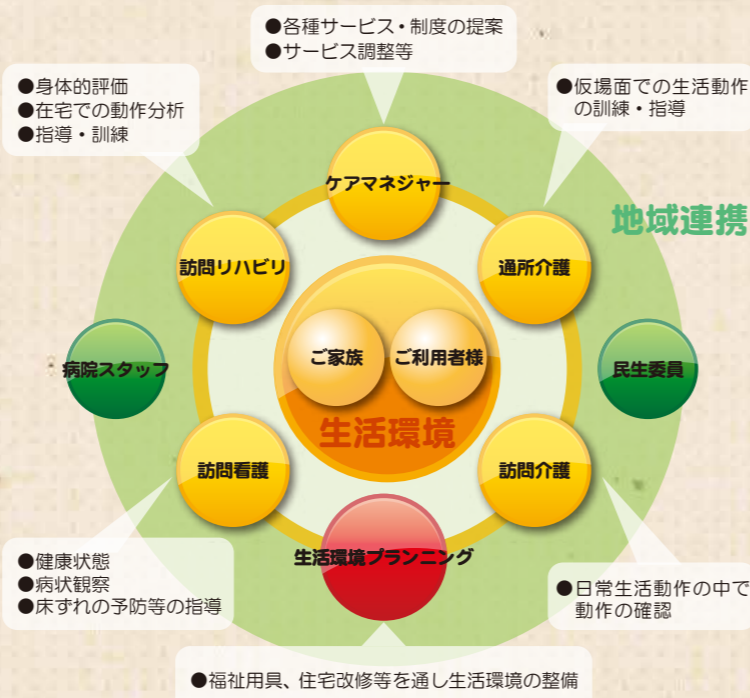 ●各種サービス・制度の提案
●サービス調整等
●身体的評価
●在宅での動作分析
●指導・訓練
●仮場面での生活動作
の訓練・指導
ケアマネジャー
地域連携
訪問リハビリ
通所介護
ご家族
ご利用者様
病院スタッフ
民生委員
生活環境
訪問看護
訪問介護
生活環境プランニング
●健康状態
●病状観察
●床ずれの予防等の指導
●日常生活動作の中で
動作の確認
●福祉用具、住宅改修等を通し生活環境の整備